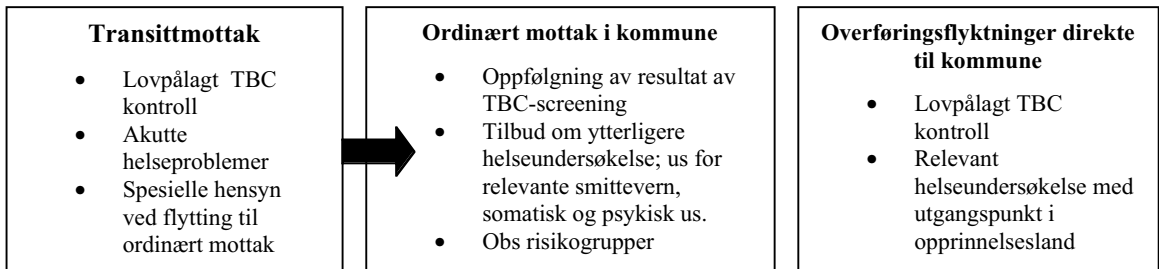 Transittmottak
• Lovpålagt TBC
kontroll
• Akutte
helseproblemer
• Spesielle hensyn
ved flytting til
ordinært mottak
Ordinært mottak i kommune
• Oppfølgning av resultat av
TBC-screening
• Tilbud om ytterligere
helseundersøkelse; us for
relevante smittevern,
somatisk og psykisk us.
• Obs risikogrupper
Overføringsflyktninger direkte
til kommune
• Lovpålagt TBC
kontroll
• Relevant
helseundersøkelse med
utgangspunkt i
opprinnelsesland